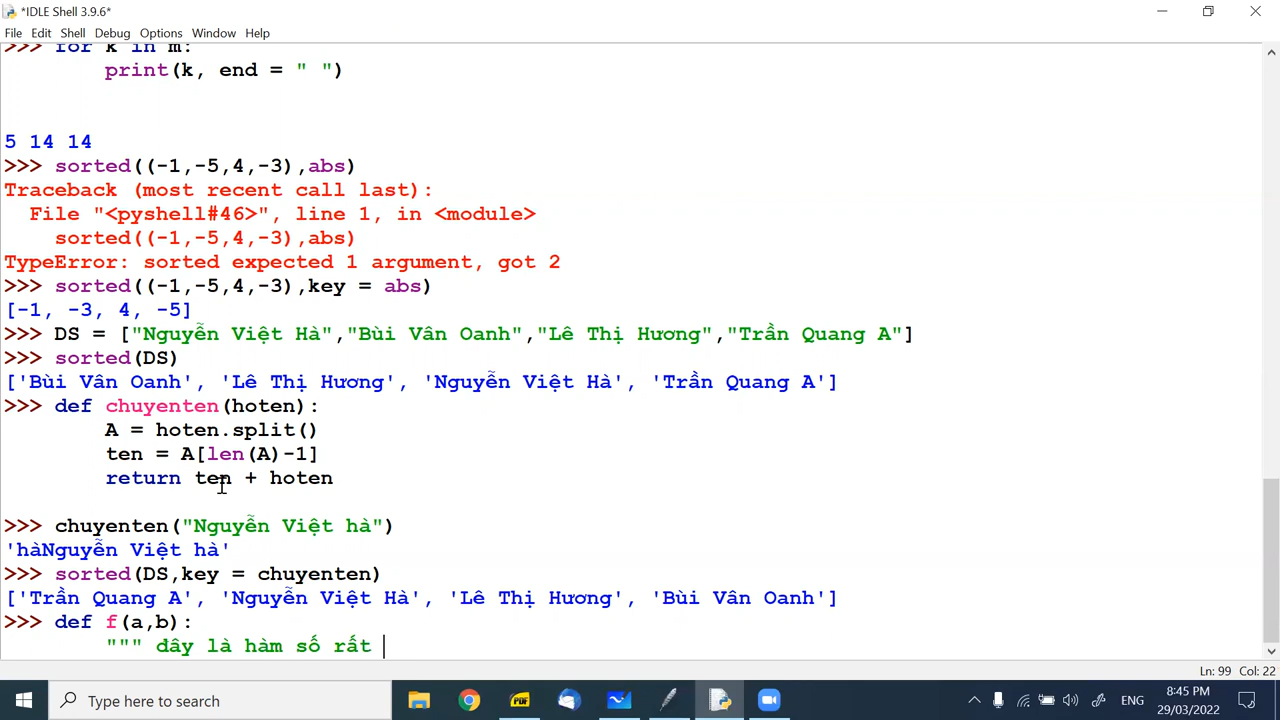 *IDLE Shell 3.9.6*
File Edit Shell Debug Options Window Help
>>> for k in m:
print(k, end = " ")
5 14 14
>>> sorted((-1,-5,4,-3),abs)
Traceback (most recent call last):
File "<pyshell#46>", line 1, in <module>
sorted((-1,-5,4,-3),abs)
TypeError: sorted expected 1 argument, got 2
>>> sorted((-1,-5,4,-3),key = abs)
[-1, -3, 4, -5]
>>> DS = ["Nguyễn Việt Hà","Bùi Vân Oanh","Lê Thị Hương","Trần Quang A"]
>>> sorted(DS)
['Bùi Vân Oanh', 'Lê Thị Hương', 'Nguyễn Việt Hà', 'Trần Quang A']
>>> def chuyenten(hoten):
A = hoten.split()
ten = A[len(A)-1]
return ten + hoten
>>> chuyenten("Nguyễn Việt hà")
'hàNguyễn Việt hà'
>>> sorted(DS,key = chuyenten)
['Trần Quang A', 'Nguyễn Việt Hà', 'Lê Thị Hương', 'Bùi Vân Oanh']
>>> def f(a,b):
""" đây là hàm số rất
Ln: 99 Col: 22
Type here to search
PDF
ENG
8:45 PM
29/03/2022